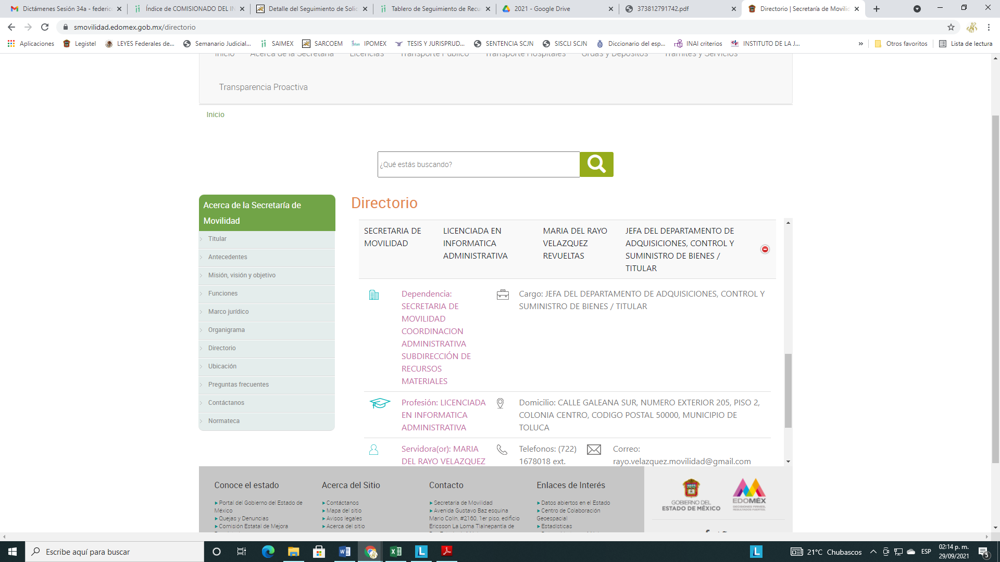 Dictámenes Sesión 34a - federic
Índice de COMISIONADO DEL IN
Detalle del Seguimiento de Solic
Tablero de Seguimiento de Recu
2021 - Google Drive
373812791742.pdf
Directorio | Secretaría de Movilid
smovilidad.edomex.gob.mx/directorio
Aplicaciones
Legistel
LEYES Federales de...
Semanario Judicial...
SAIMEX
SARCOEM
IPOMEX
TESIS Y JURISPRUD...
SENTENCIA SCJN
SISCLI SCJN
Diccionario del esp...
INAI criterios
INSTITUTO DE LA J...
»
Otros favoritos
Lista de lectura
Inicio Acerca de la Secretaría Licencias Transporte Público Transporte Hospitales Grúas y Depósitos Trámites y Servicios
Transparencia Proactiva
Inicio
¿Qué estás buscando?
Acerca de la Secretaría de
Movilidad
Titular
Antecedentes
Misión, visión y objetivo
Funciones
Marco jurídico
Organigrama
Directorio
Ubicación
Preguntas frecuentes
Contáctanos
Normateca
Directorio
SECRETARIA DE
MOVILIDAD
LICENCIADA EN
INFORMATICA
ADMINISTRATIVA
MARIA DEL RAYO
VELAZQUEZ
REVUELTAS
JEFA DEL DEPARTAMENTO DE
ADQUISICIONES, CONTROL Y
SUMINISTRO DE BIENES /
TITULAR
Dependencia:
SECRETARIA DE
MOVILIDAD
COORDINACION
ADMINISTRATIVA
SUBDIRECCIÓN DE
RECURSOS
MATERIALES
Cargo: JEFA DEL DEPARTAMENTO DE ADQUISICIONES, CONTROL Y
SUMINISTRO DE BIENES / TITULAR
Profesión: LICENCIADA
EN INFORMATICA
ADMINISTRATIVA
Domicilio: CALLE GALEANA SUR, NUMERO EXTERIOR 205, PISO 2,
COLONIA CENTRO, CODIGO POSTAL 50000, MUNICIPIO DE
TOLUCA
Servidora(or): MARIA
DEL RAYO VELAZQUEZ
Telefonos: (722)
1678018 ext.
Correo:
rayo.velazquez.movilidad@gmail.com
Conoce el estado
Portal del Gobierno del Estado de
México
Quejas y Denuncias
Comisión Estatal de Mejora
Acerca del Sitio
Contáctanos
Mapa del sitio
Avisos legales
Acerca del sitio
Contacto
Secretaría de Movilidad
Avenida Gustavo Baz esquina
Mario Colín, #2160, 1er piso, edificio
Ericsson La Loma Tlalnepantla de
Enlaces de Interés
Datos abiertos en el Estado
Centro de Colaboración
Geoespacial
Estadísticas
GOBIERNO DEL
ESTADO DE MÉXICO
EDOMÉX
DECISIONES FIRMES,
RESULTADOS FUERTES.
Escribe aquí para buscar
21°C Chubascos
ESP
02:14 p. m.
29/09/2021
5